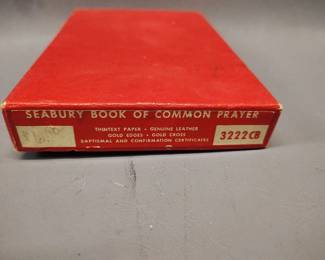 SEABURY BOOK OF COMMON PRAYER
THINTEXT PAPER - GENUINE LEATHER
GOLD EDGES - GOLD CROSS
BAPTISMAL AND CONFIRMATION CERTIFICATES
3222CB